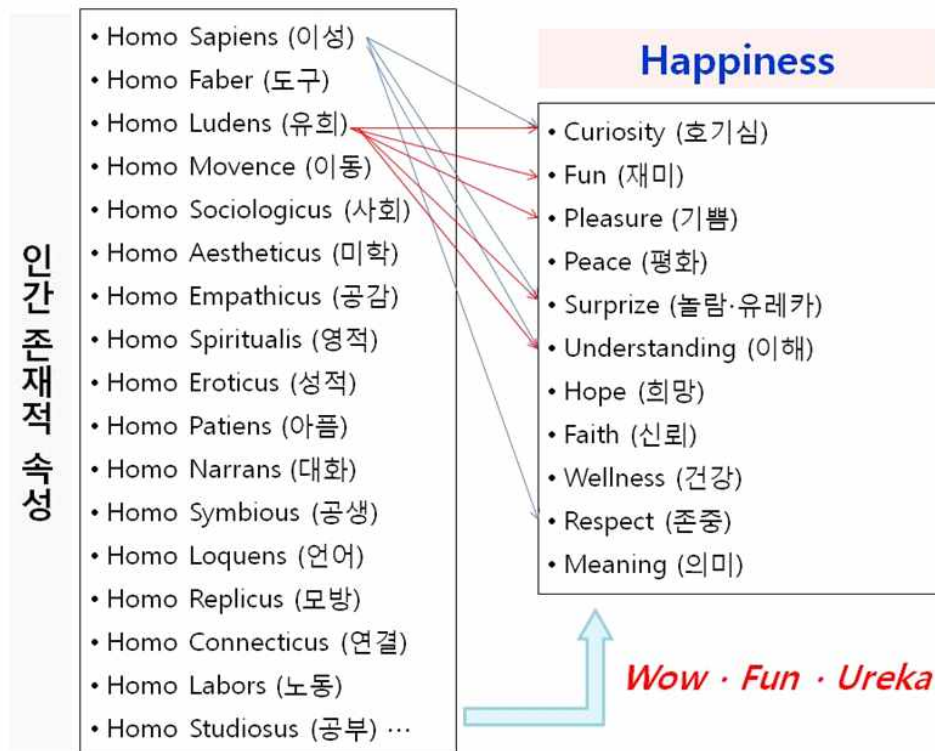 인간 존재적 속성
• Homo Sapiens (이성)
• Homo Faber (도구)
• Homo Ludens (유희)
• Homo Movence (이동)
• Homo Sociologicus (사회)
• Homo Aestheticus (미학)
• Homo Empathicus (공감)
• Homo Spiritualis (영적)
• Homo Eroticus (성적)
• Homo Patiens (아픔)
• Homo Narrans (대화)
• Homo Symbious (공생)
• Homo Loquens (언어)
• Homo Replicus (모방)
• Homo Connecticus (연결)
• Homo Labors (노동)
• Homo Studiosus (공부) …
Happiness
• Curiosity (호기심)
• Fun (재미)
• Pleasure (기쁨)
• Peace (평화)
• Surprize (놀람·유레카)
• Understanding (이해)
• Hope (희망)
• Faith (신뢰)
• Wellness (건강)
• Respect (존중)
• Meaning (의미)
Wow · Fun · Ureka